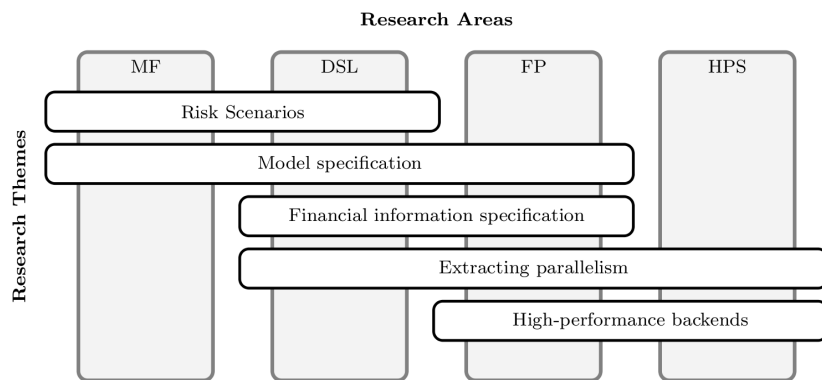 Research Areas
MF DSL FP HPS
Risk Scenarios
Model specification
Financial information specification
Extracting parallelism
High-performance backends
Research Themes